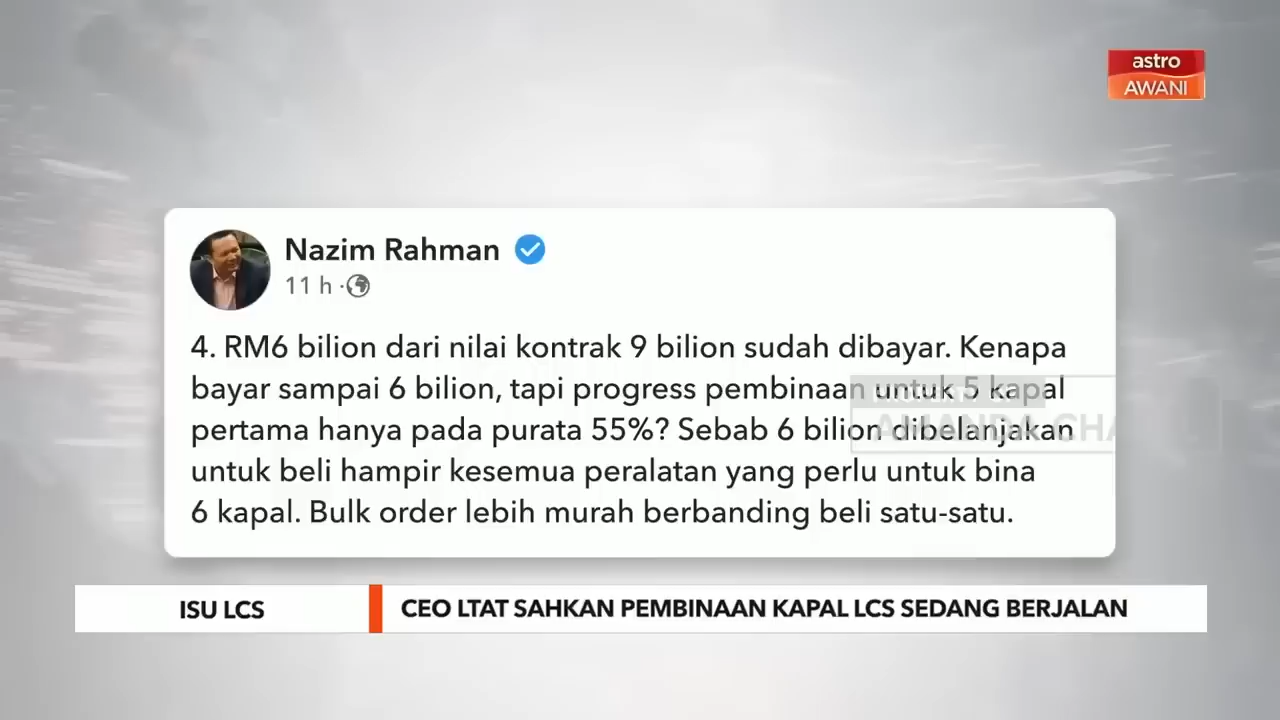 astro
AWANI
Nazim Rahman
11 h ·
4. RM6 bilion dari nilai kontrak 9 bilion sudah dibayar. Kenapa
bayar sampai 6 bilion, tapi progress pembinaan untuk 5 kapal
pertama hanya pada purata 55%? Sebab 6 bilion dibelanjakan
untuk beli hampir kesemua peralatan yang perlu untuk bina
6 kapal. Bulk order lebih murah berbanding beli satu-satu.
AMANDA CHA
ISU LCS
CEO LTAT SAHKAN PEMBINAAN KAPAL LCS SEDANG BERJALAN